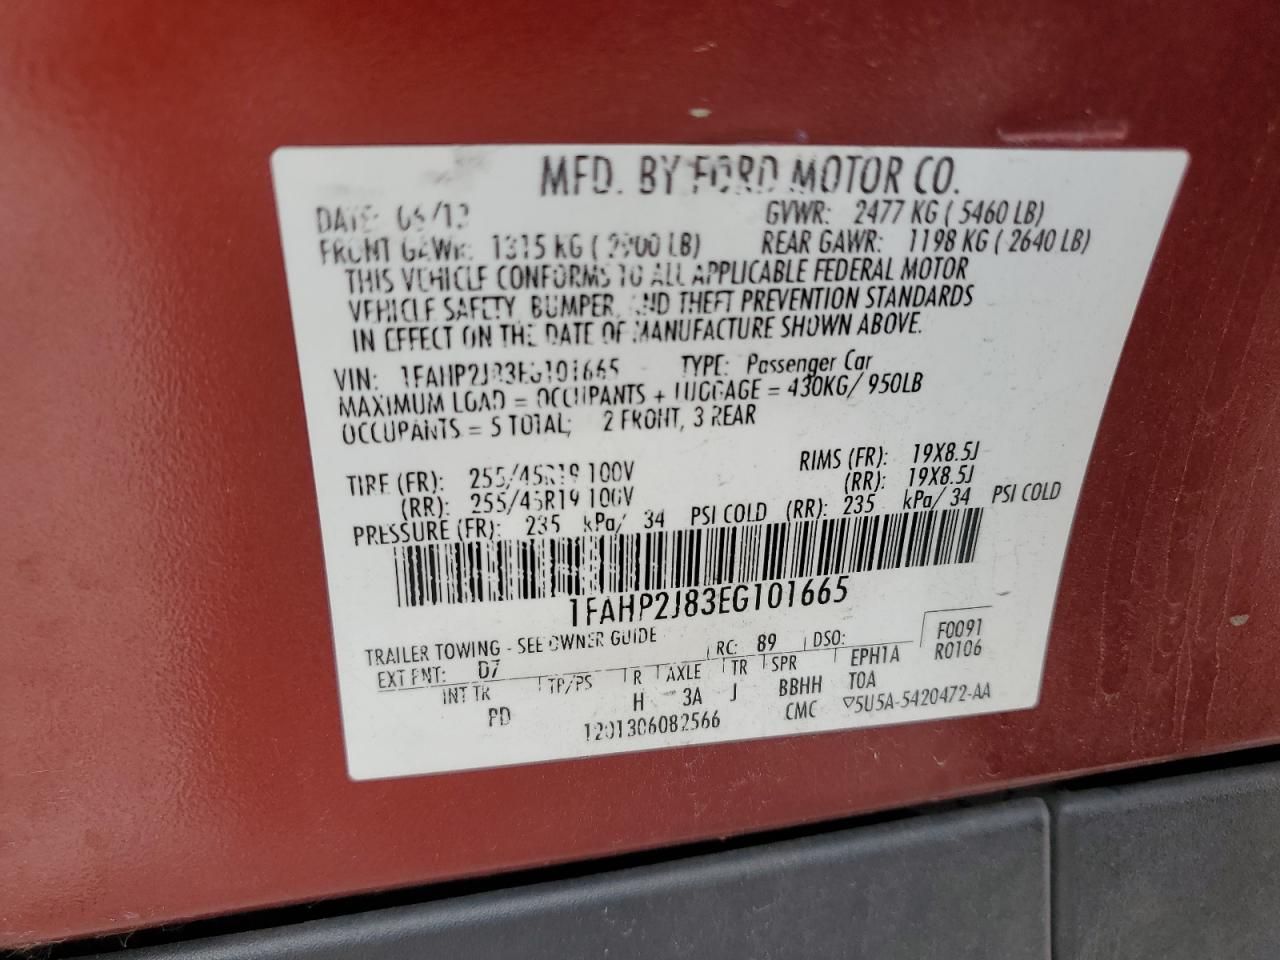 MFD. BY FORD MOTOR CO.
DATE: 06/13 GVWR: 2477 KG ( 5460 LB)
FRONT GAWR: 1315 KG ( 2900 LB) REAR GAWR: 1198 KG ( 2640 LB)
THIS VEHICLE CONFORMS TO ALL APPLICABLE FEDERAL MOTOR
VEHICLE SAFETY, BUMPER, AND THEFT PREVENTION STANDARDS
IN EFFECT ON THE DATE OF MANUFACTURE SHOWN ABOVE.
VIN: 1FAHP2J83EG101665 TYPE: Passenger Car
MAXIMUM LOAD = OCCUPANTS + LUGGAGE = 430KG/ 950LB
OCCUPANTS = 5 TOTAL; 2 FRONT, 3 REAR
TIRE (FR): 255/45R19 100V RIMS (FR): 19X8.5J
(RR): 255/45R19 100V (RR): 19X8.5J
PRESSURE (FR): 235 kPa/ 34 PSI COLD (RR): 235 kPa/ 34 PSI COLD
1FAHP2J83EG101665
TRAILER TOWING - SEE OWNER GUIDE
EXT PNT: D7 RC: 89 DSO: F0091
INT TR TP/PS R AXLE TR SPR EPH1A R0106
PD H 3A J BBHH T0A
1201306082566 CMC ▽5U5A-5420472-AA